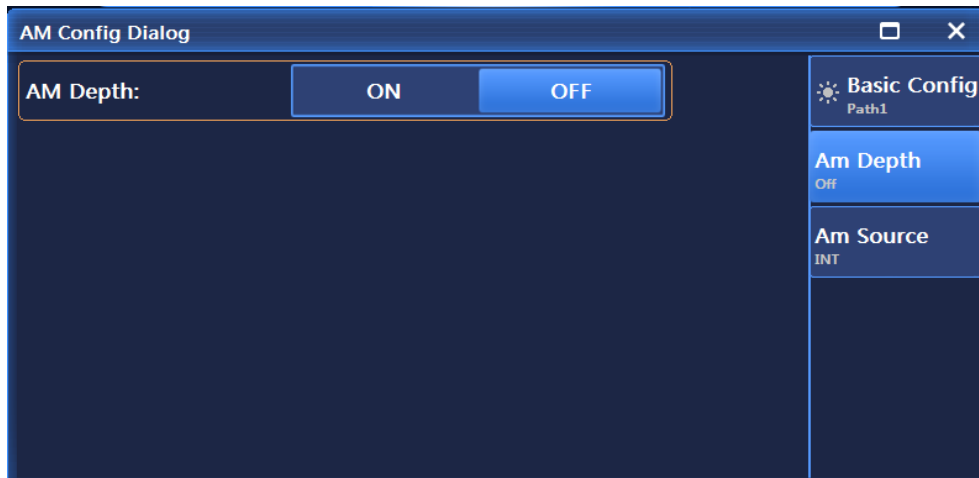 AM Config Dialog
AM Depth:
ON
OFF
Basic Config
Path1
Am Depth
Off
Am Source
INT